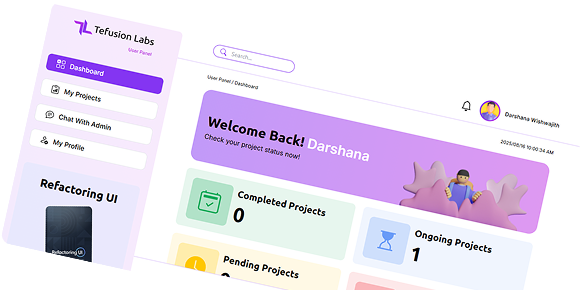 Tefusion Labs
User Panel
Dashboard
My Projects
Chat With Admin
My Profile
Refactoring UI
Refactoring UI
Search...
Darshana Wishwajith
User Panel / Dashboard
2025/08/16 10:00:34 AM
Welcome Back! Darshana
Check your project status now!
Completed Projects
0
Ongoing Projects
1
Pending Projects